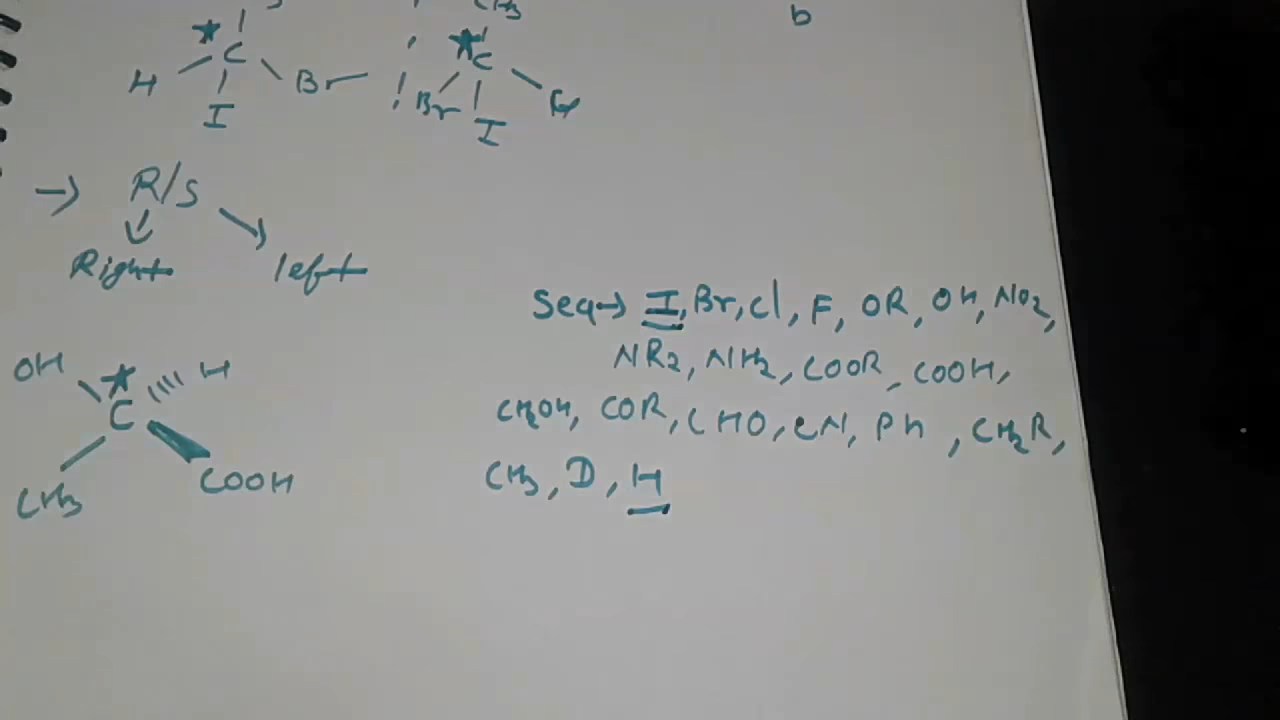 CH3 b
★ C ★ C
H Br Br
I I
→ R/S
Right left
Seq → I, Br, Cl, F, OR, OH, NO2,
NR2, NH2, COOR, COOH,
CH2OH, COR, CHO, CN, Ph, CH2R,
CH3, D, H
OH ★ H
C
CH3 COOH